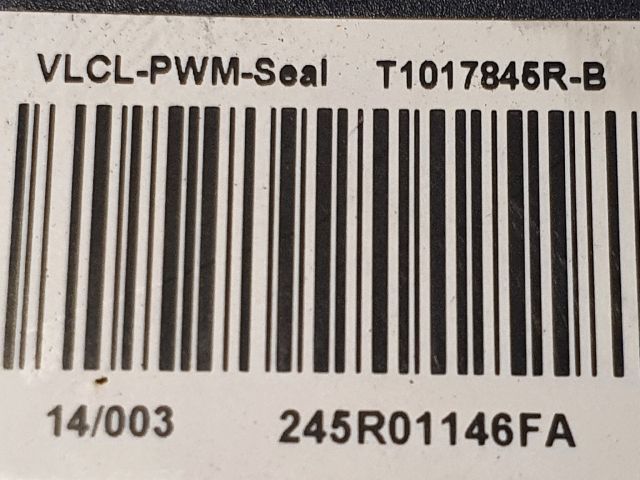 VLCL-PWM-Seal T1017845R-B
14/003 245R01146FA